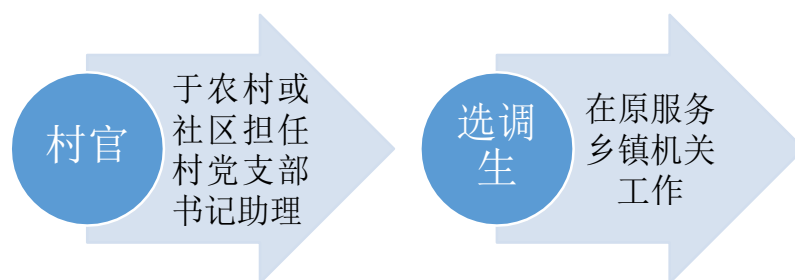 村官
于农村或
社区担任
村党支部
书记助理
选调
生
在原服务
乡镇机关
工作